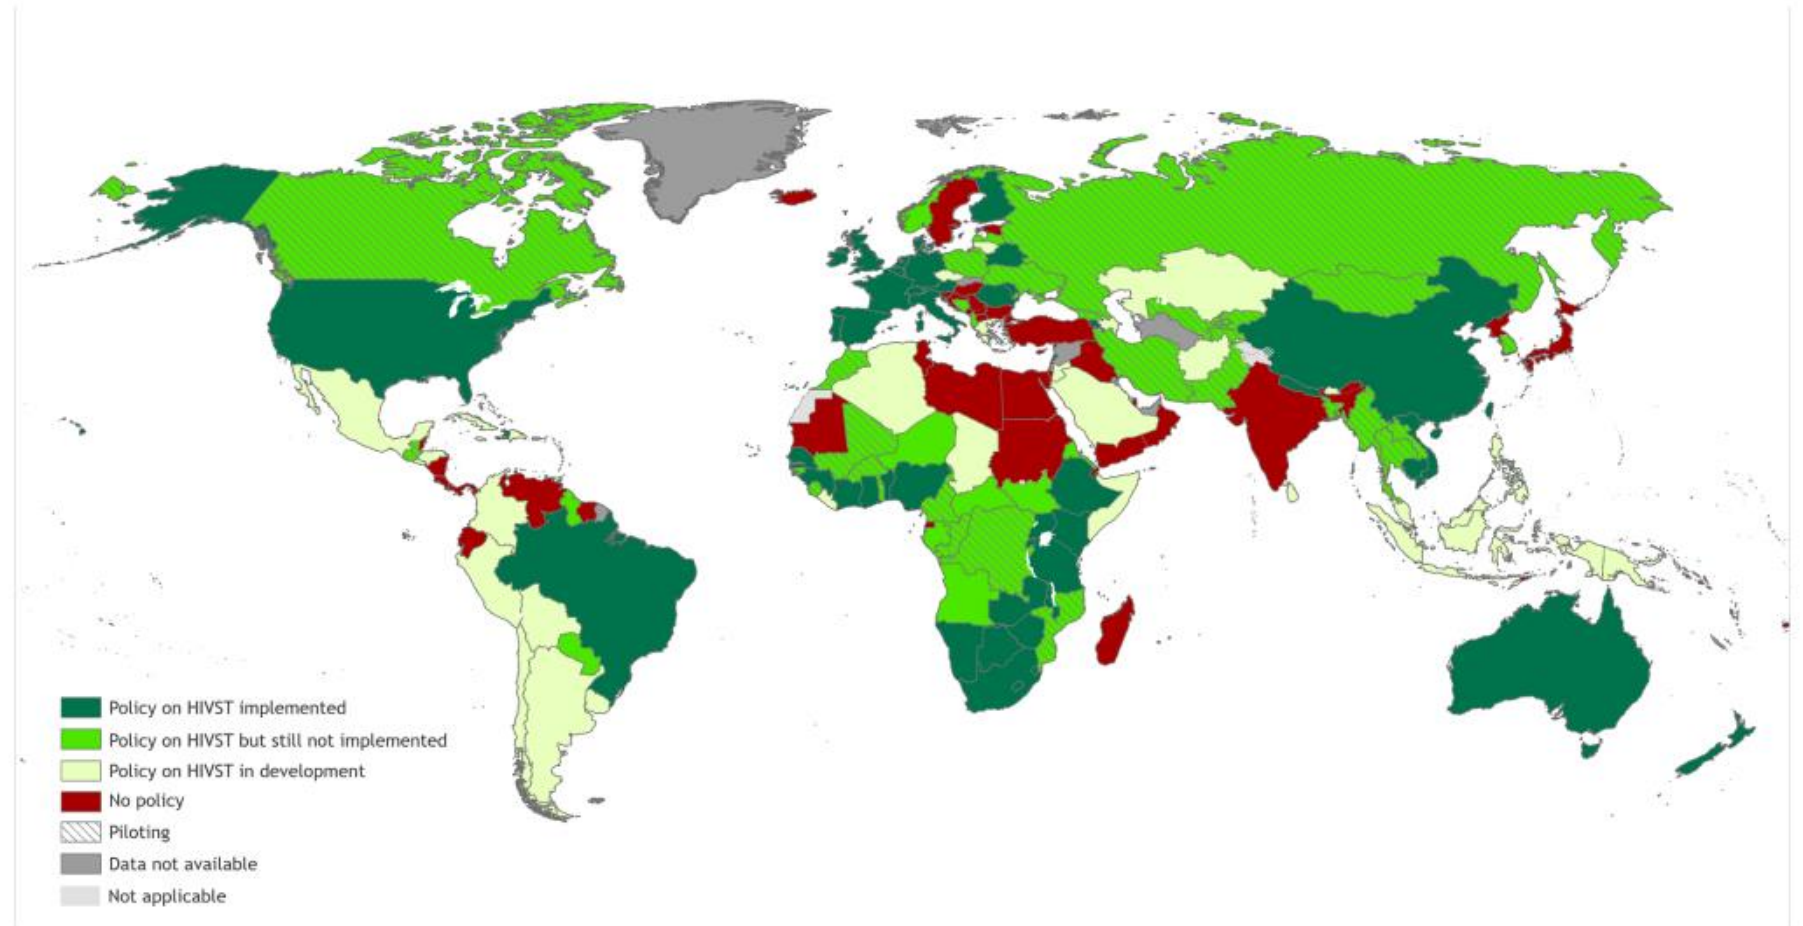 Policy on HIVST implemented
Policy on HIVST but still not implemented
Policy on HIVST in development
No policy
Piloting
Data not available
Not applicable